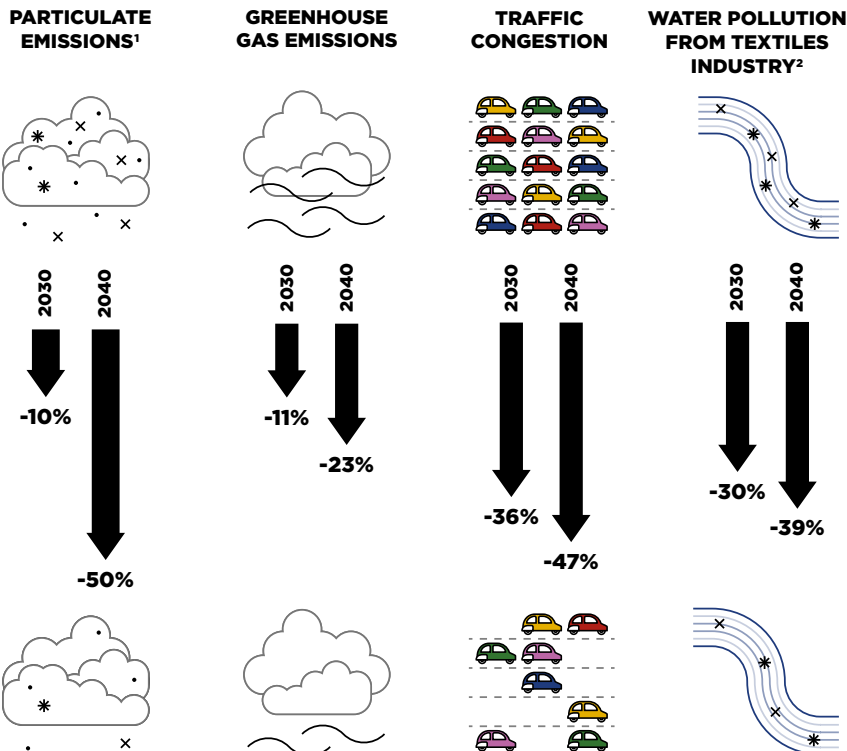 PARTICULATE
EMISSIONS¹
GREENHOUSE
GAS EMISSIONS
TRAFFIC
CONGESTION
WATER POLLUTION
FROM TEXTILES
INDUSTRY²
2030
2040
2030
2040
2030
2040
2030
2040
-10%
-50%
-11%
-23%
-36%
-47%
-30%
-39%